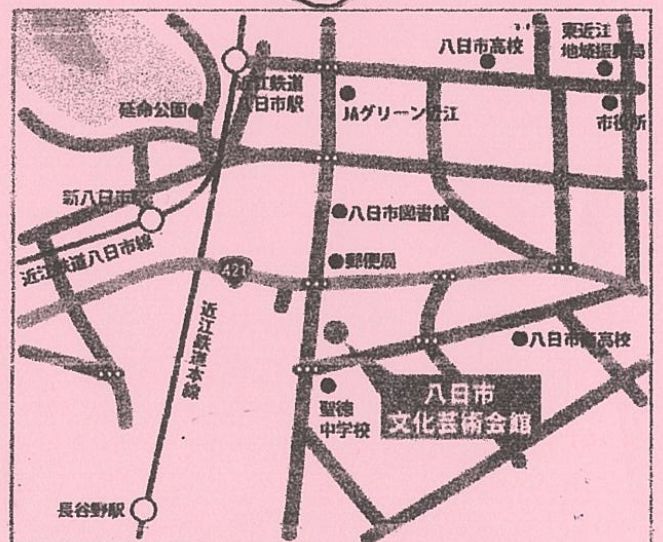 東近江
地域振興局
八日市高校
近江鉄道
八日市駅
JAグリーン近江
延命公園
市役所
新八日市駅
八日市図書館
近江鉄道八日市線
郵便局
421
近江鉄道本線
八日市南高校
八日市
文化芸術会館
聖徳
中学校
長谷野駅